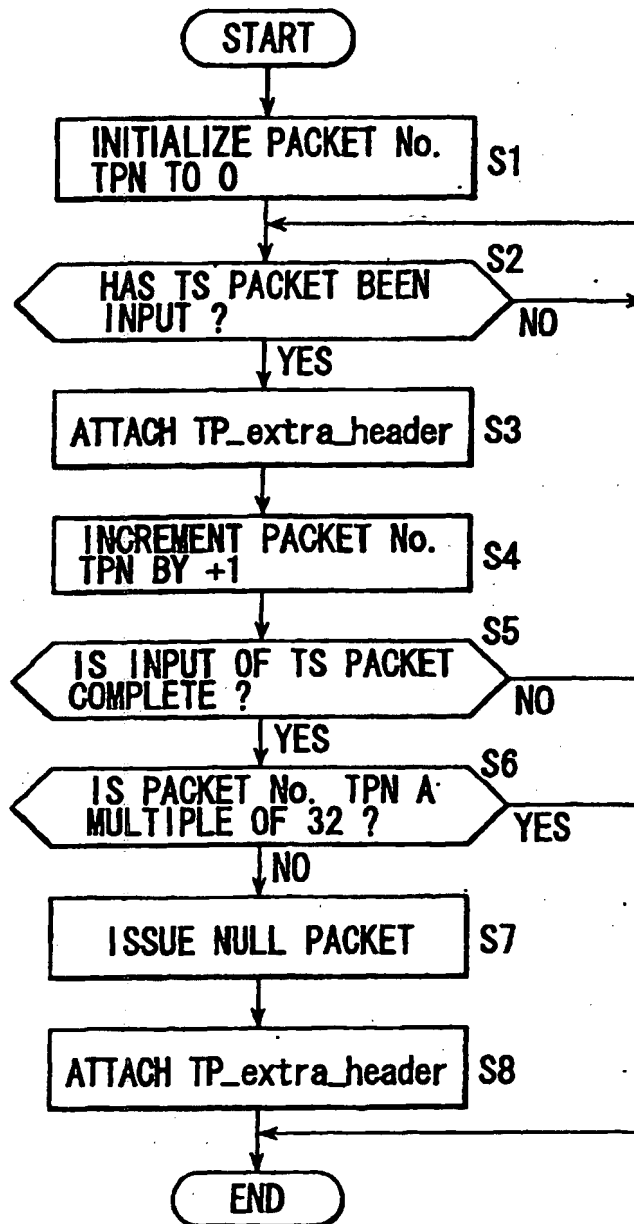 START
INITIALIZE PACKET No.
TPN TO 0
S1
S2
HAS TS PACKET BEEN
INPUT ?
NO
YES
ATTACH TP_extra_header
S3
INCREMENT PACKET No.
TPN BY +1
S4
S5
IS INPUT OF TS PACKET
COMPLETE ?
NO
YES
S6
IS PACKET No. TPN A
MULTIPLE OF 32 ?
YES
NO
ISSUE NULL PACKET
S7
ATTACH TP_extra_header
S8
END